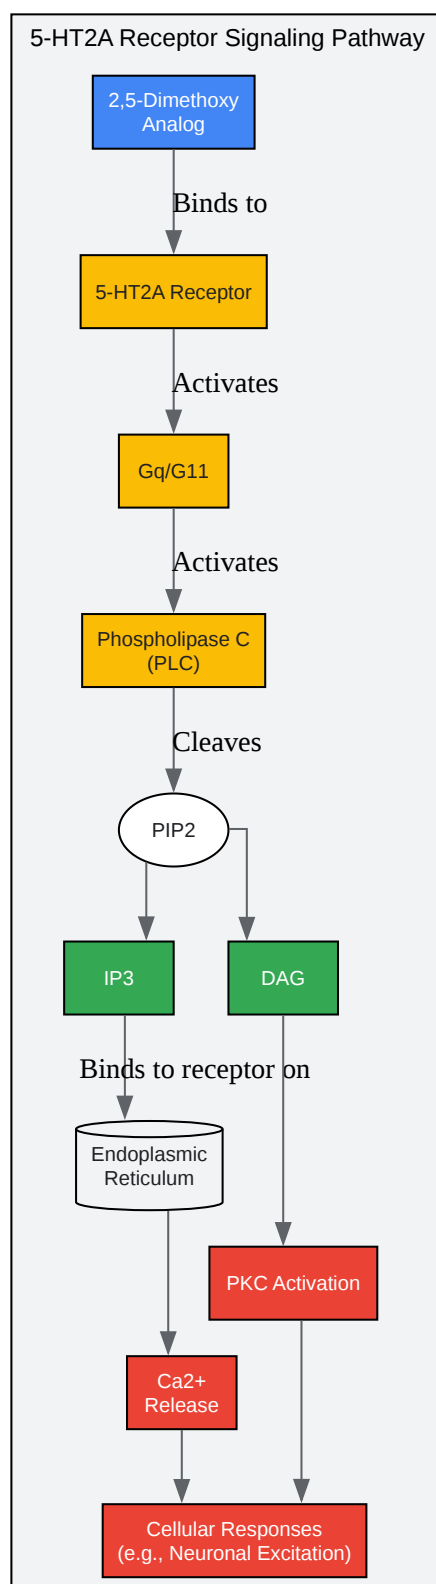 5-HT2A Receptor Signaling Pathway
2,5-Dimethoxy
Analog
Binds to
5-HT2A Receptor
Activates
Gq/G11
Activates
Phospholipase C
(PLC)
Cleaves
PIP2
IP3
DAG
Binds to receptor on
Endoplasmic
Reticulum
PKC Activation
Ca2+
Release
Cellular Responses
(e.g., Neuronal Excitation)